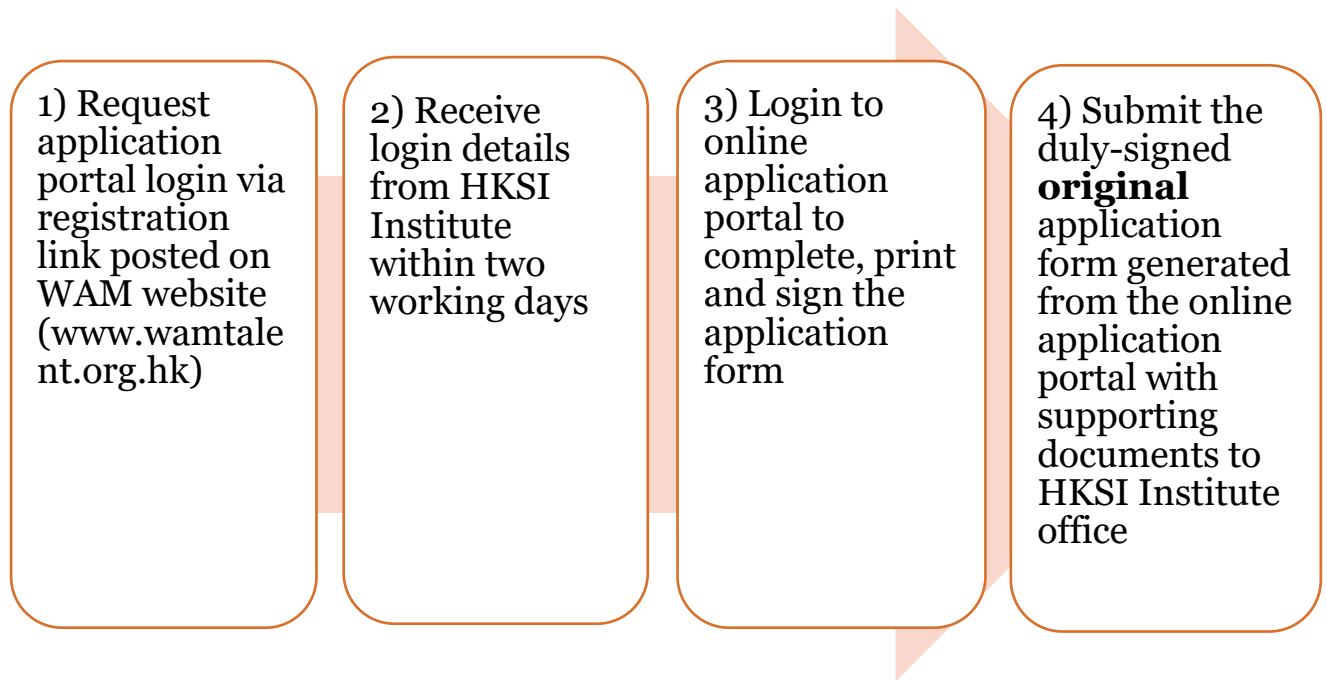 1) Request
application
portal login via
registration
link posted on
WAM website
(www.wamtale
nt.org.hk)
2) Receive
login details
from HKSI
Institute
within two
working days
3) Login to
online
application
portal to
complete, print
and sign the
application
form
4) Submit the
duly-signed
original
application
form generated
from the online
application
portal with
supporting
documents to
HKSI Institute
office